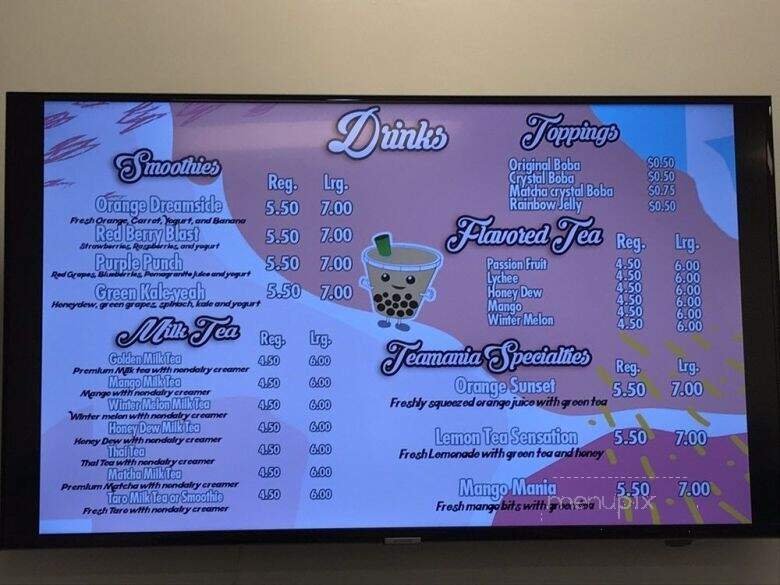 Drinks
Smoothies
Reg. Lrg.
Orange Dreamside 5.50 7.00
Fresh Orange, Carret, Yogurt, and Banana
Red Berry Blast 5.50 7.00
Strawberries, Raspberries, and yogurt
Purple Punch 5.50 7.00
Red Grapes, Blueberries, Pomagranite juice and yogurt
Green Kale-yeah 5.50 7.00
Honeydew, green grapes, spinach, kale and yogurt
Milk Tea
Reg. Lrg.
Golden Milk Tea 4.50 6.00
Premium Milk tea with nondairy creamer
Mango Milk Tea 4.50 6.00
Mango with nondairy creamer
Winter Melon Milk Tea 4.50 6.00
Winter melon with nondairy creamer
Honey Dew Milk Tea 4.50 6.00
Honey Dew with nondairy creamer
Thai Tea 4.50 6.00
Thai Tea with nondairy creamer
Matcha Milk Tea 4.50 6.00
Premium Matcha with nondairy creamer
Taro Milk Tea or Smoothie 4.50 6.00
Fresh Taro with nondairy creamer
Toppings
Original Boba $0.50
Crystal Boba $0.50
Matcha crystal Boba $0.75
Rainbow Jelly $0.50
Flavored Tea
Reg. Lrg.
Passion Fruit 4.50 6.00
Lychee 4.50 6.00
Honey Dew 4.50 6.00
Mango 4.50 6.00
Winter Melon 4.50 6.00
Teamania Specialties
Reg. Lrg.
Orange Sunset 5.50 7.00
Freshly squeezed orange juice with green tea
Lemon Tea Sensation 5.50 7.00
Fresh Lemonade with green tea and honey
Mango Mania 5.50 7.00
Fresh mango bits with green tea
menupix